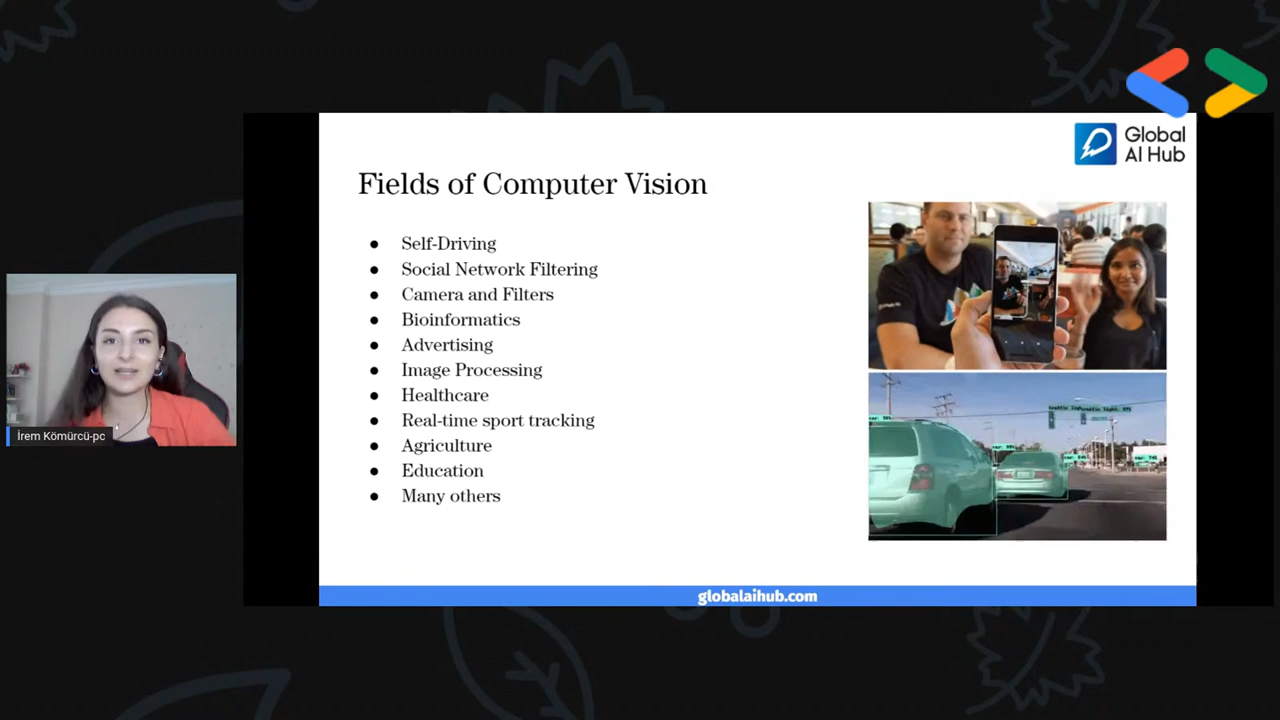 Global
AI Hub
Fields of Computer Vision
● Self-Driving
● Social Network Filtering
● Camera and Filters
● Bioinformatics
● Advertising
● Image Processing
● Healthcare
● Real-time sport tracking
● Agriculture
● Education
● Many others
İrem Kömürcü-pc
globalaihub.com